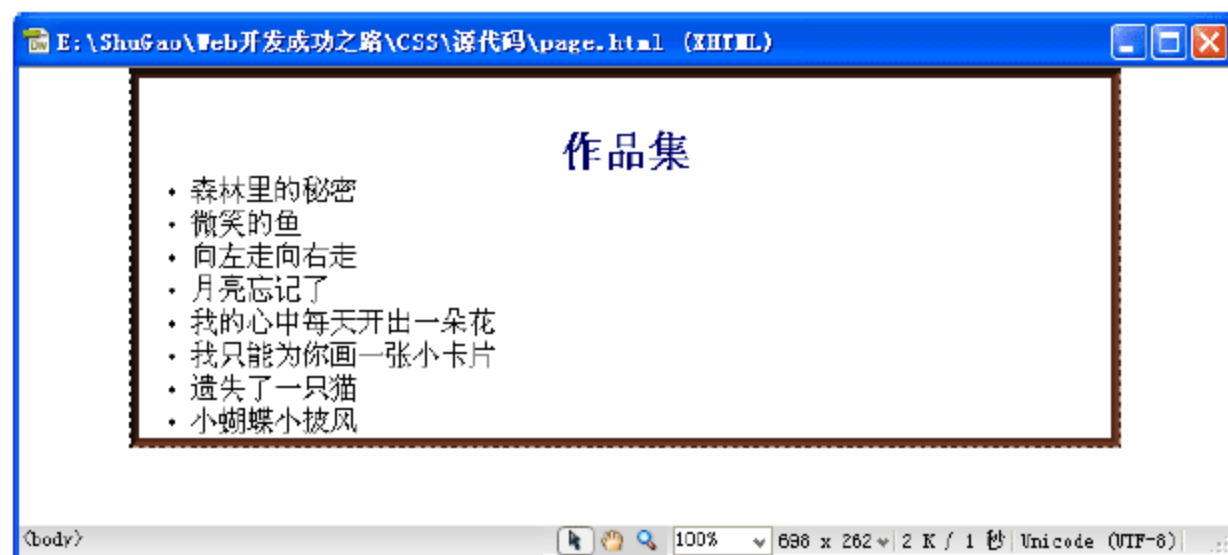 E:\ShuGao\Web开发成功之路\CSS\源代码\page.html (XHTML)
作品集
• 森林里的秘密
• 微笑的鱼
• 向左走向右走
• 月亮忘记了
• 我的心中每天开出一朵花
• 我只能为你画一张小卡片
• 遗失了一只猫
• 小蝴蝶小披风
<body> 100% 698 x 262 2 K / 1 秒 Unicode (UTF-8)